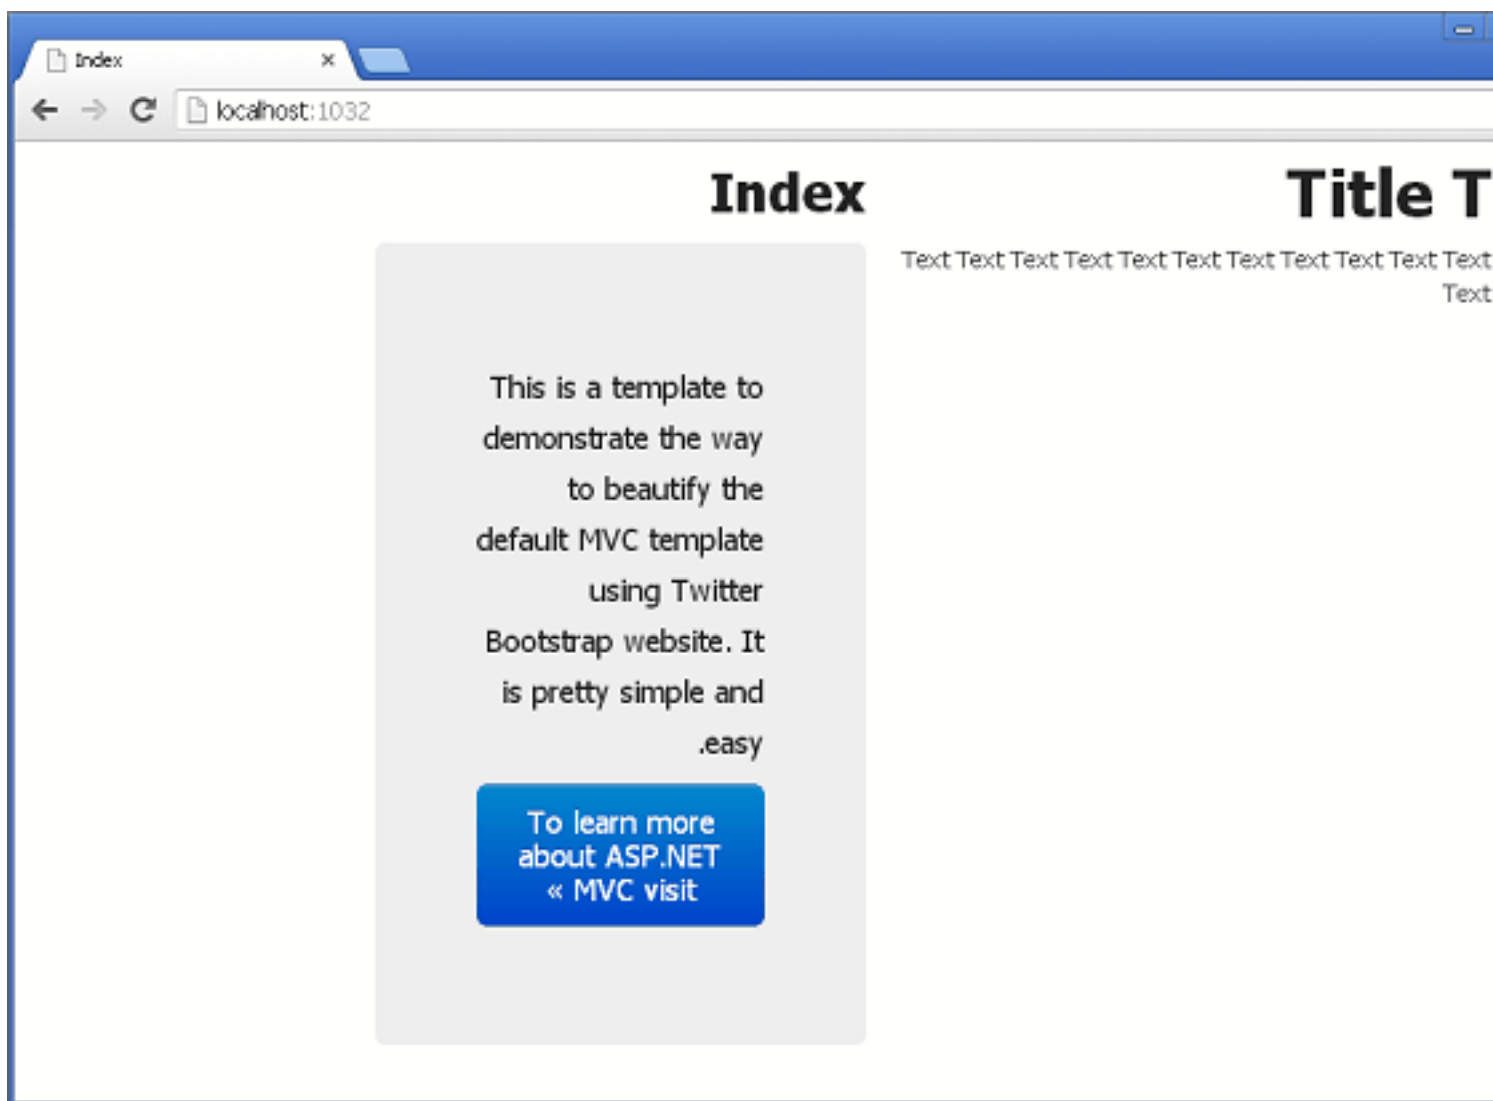 Index
localhost:1032
Index
This is a template to
demonstrate the way
to beautify the
default MVC template
using Twitter
Bootstrap website. It
is pretty simple and
.easy
To learn more
about ASP.NET
« MVC visit
Title T
Text Text Text Text Text Text Text Text Text Text Text
Text